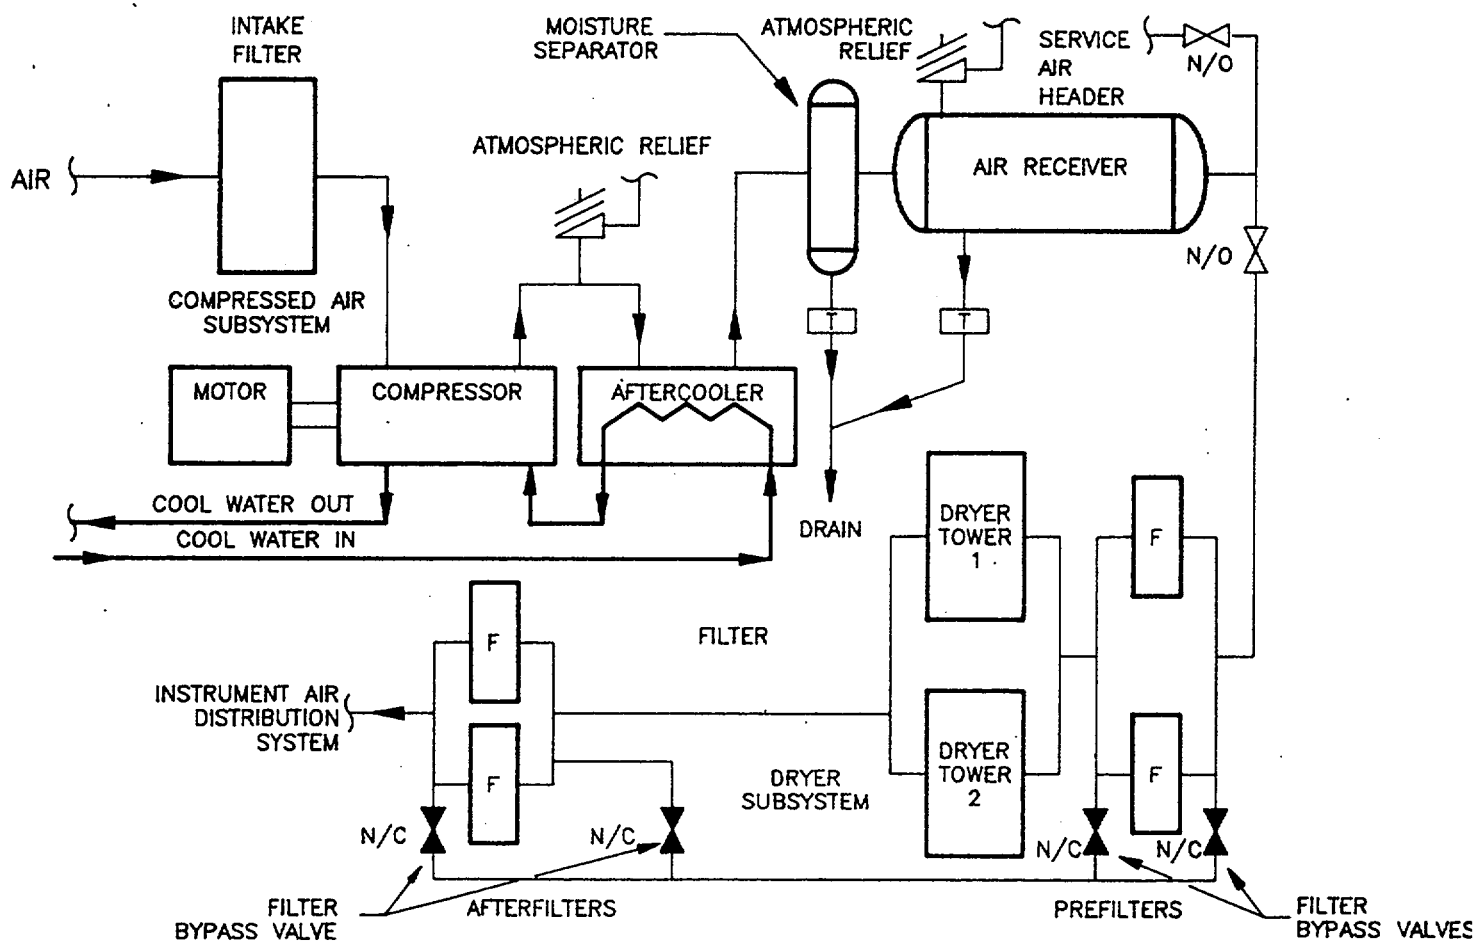 INTAKE
FILTER
MOISTURE
SEPARATOR
ATMOSPHERIC
RELIEF
SERVICE
AIR
HEADER
N/O
AIR
ATMOSPHERIC RELIEF
AIR RECEIVER
N/O
COMPRESSED AIR
SUBSYSTEM
T
T
MOTOR
COMPRESSOR
AFTERCOOLER
COOL WATER OUT
COOL WATER IN
DRAIN
DRYER
TOWER
1
F
F
FILTER
INSTRUMENT AIR
DISTRIBUTION
SYSTEM
F
DRYER
SUBSYSTEM
DRYER
TOWER
2
F
N/C
N/C
N/C
N/C
FILTER
BYPASS VALVE
AFTERFILTERS
PREFILTERS
FILTER
BYPASS VALVES